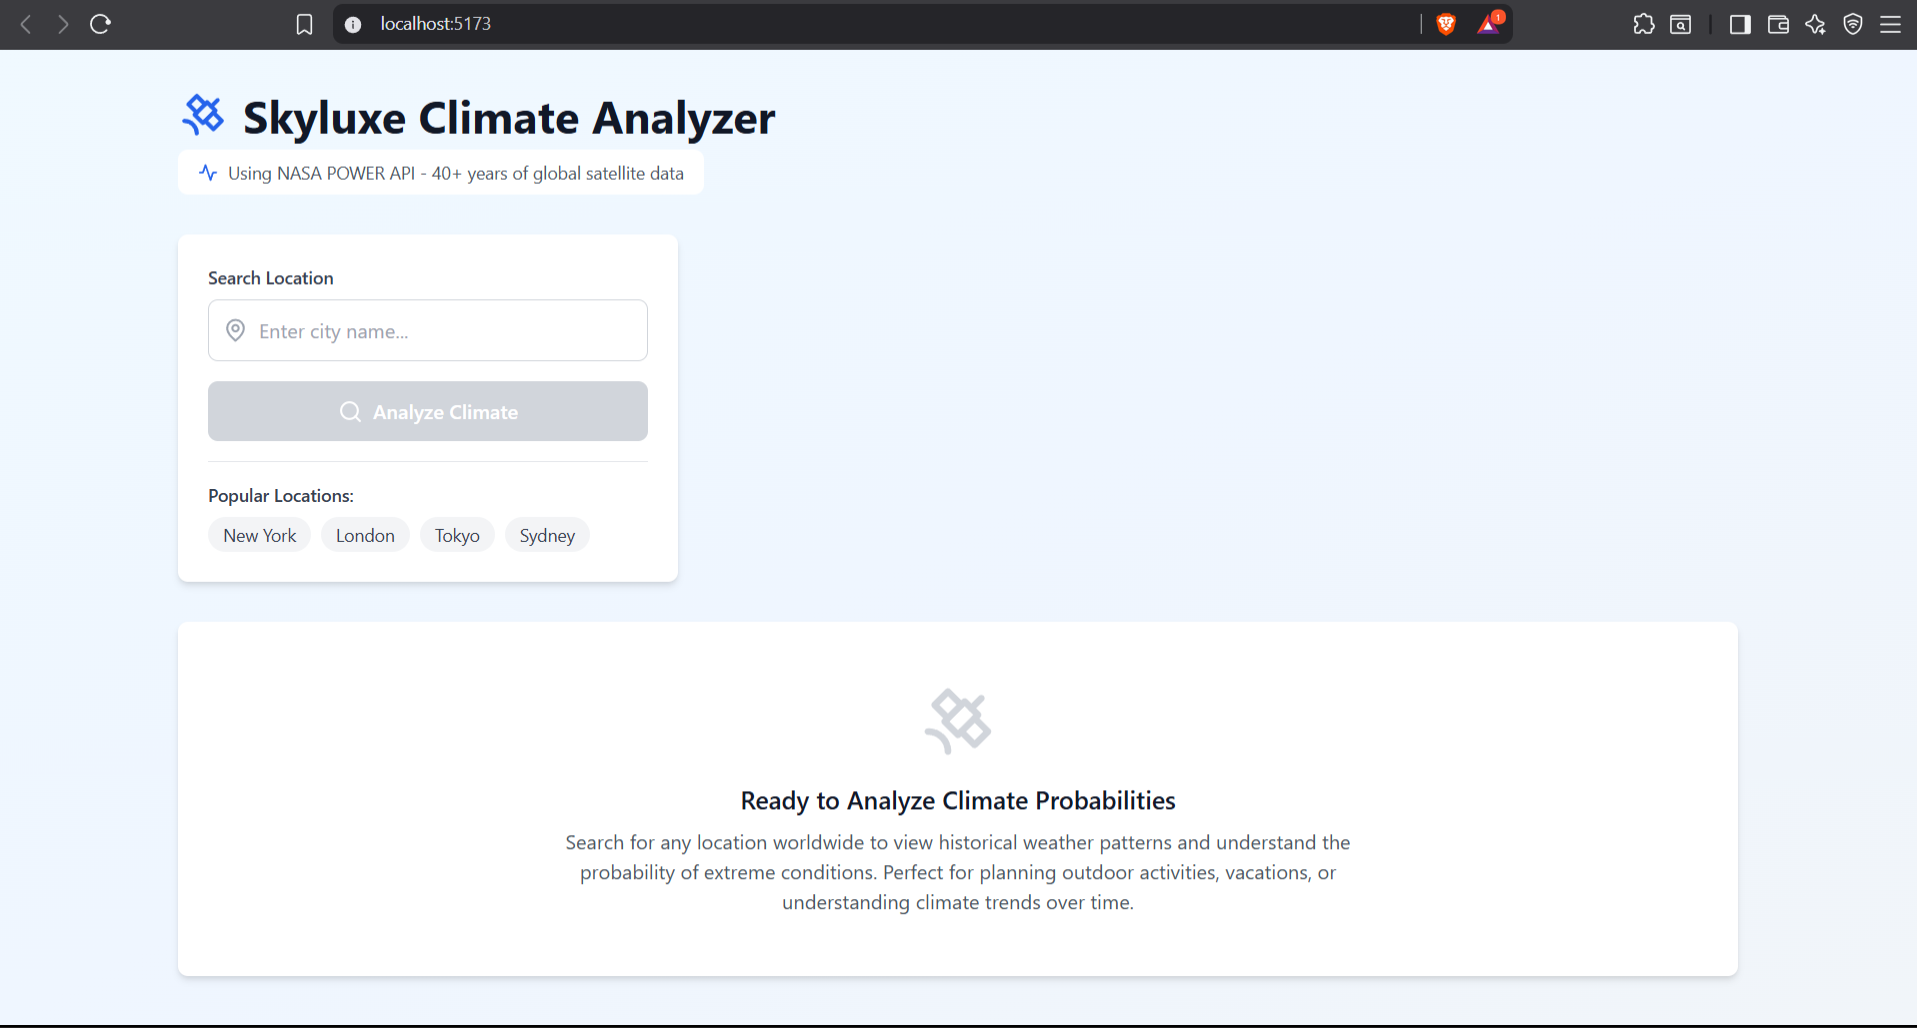 localhost:5173
1
Skyluxe Climate Analyzer
Using NASA POWER API - 40+ years of global satellite data
Search Location
Enter city name...
Analyze Climate
Popular Locations:
New York London Tokyo Sydney
Ready to Analyze Climate Probabilities
Search for any location worldwide to view historical weather patterns and understand the
probability of extreme conditions. Perfect for planning outdoor activities, vacations, or
understanding climate trends over time.